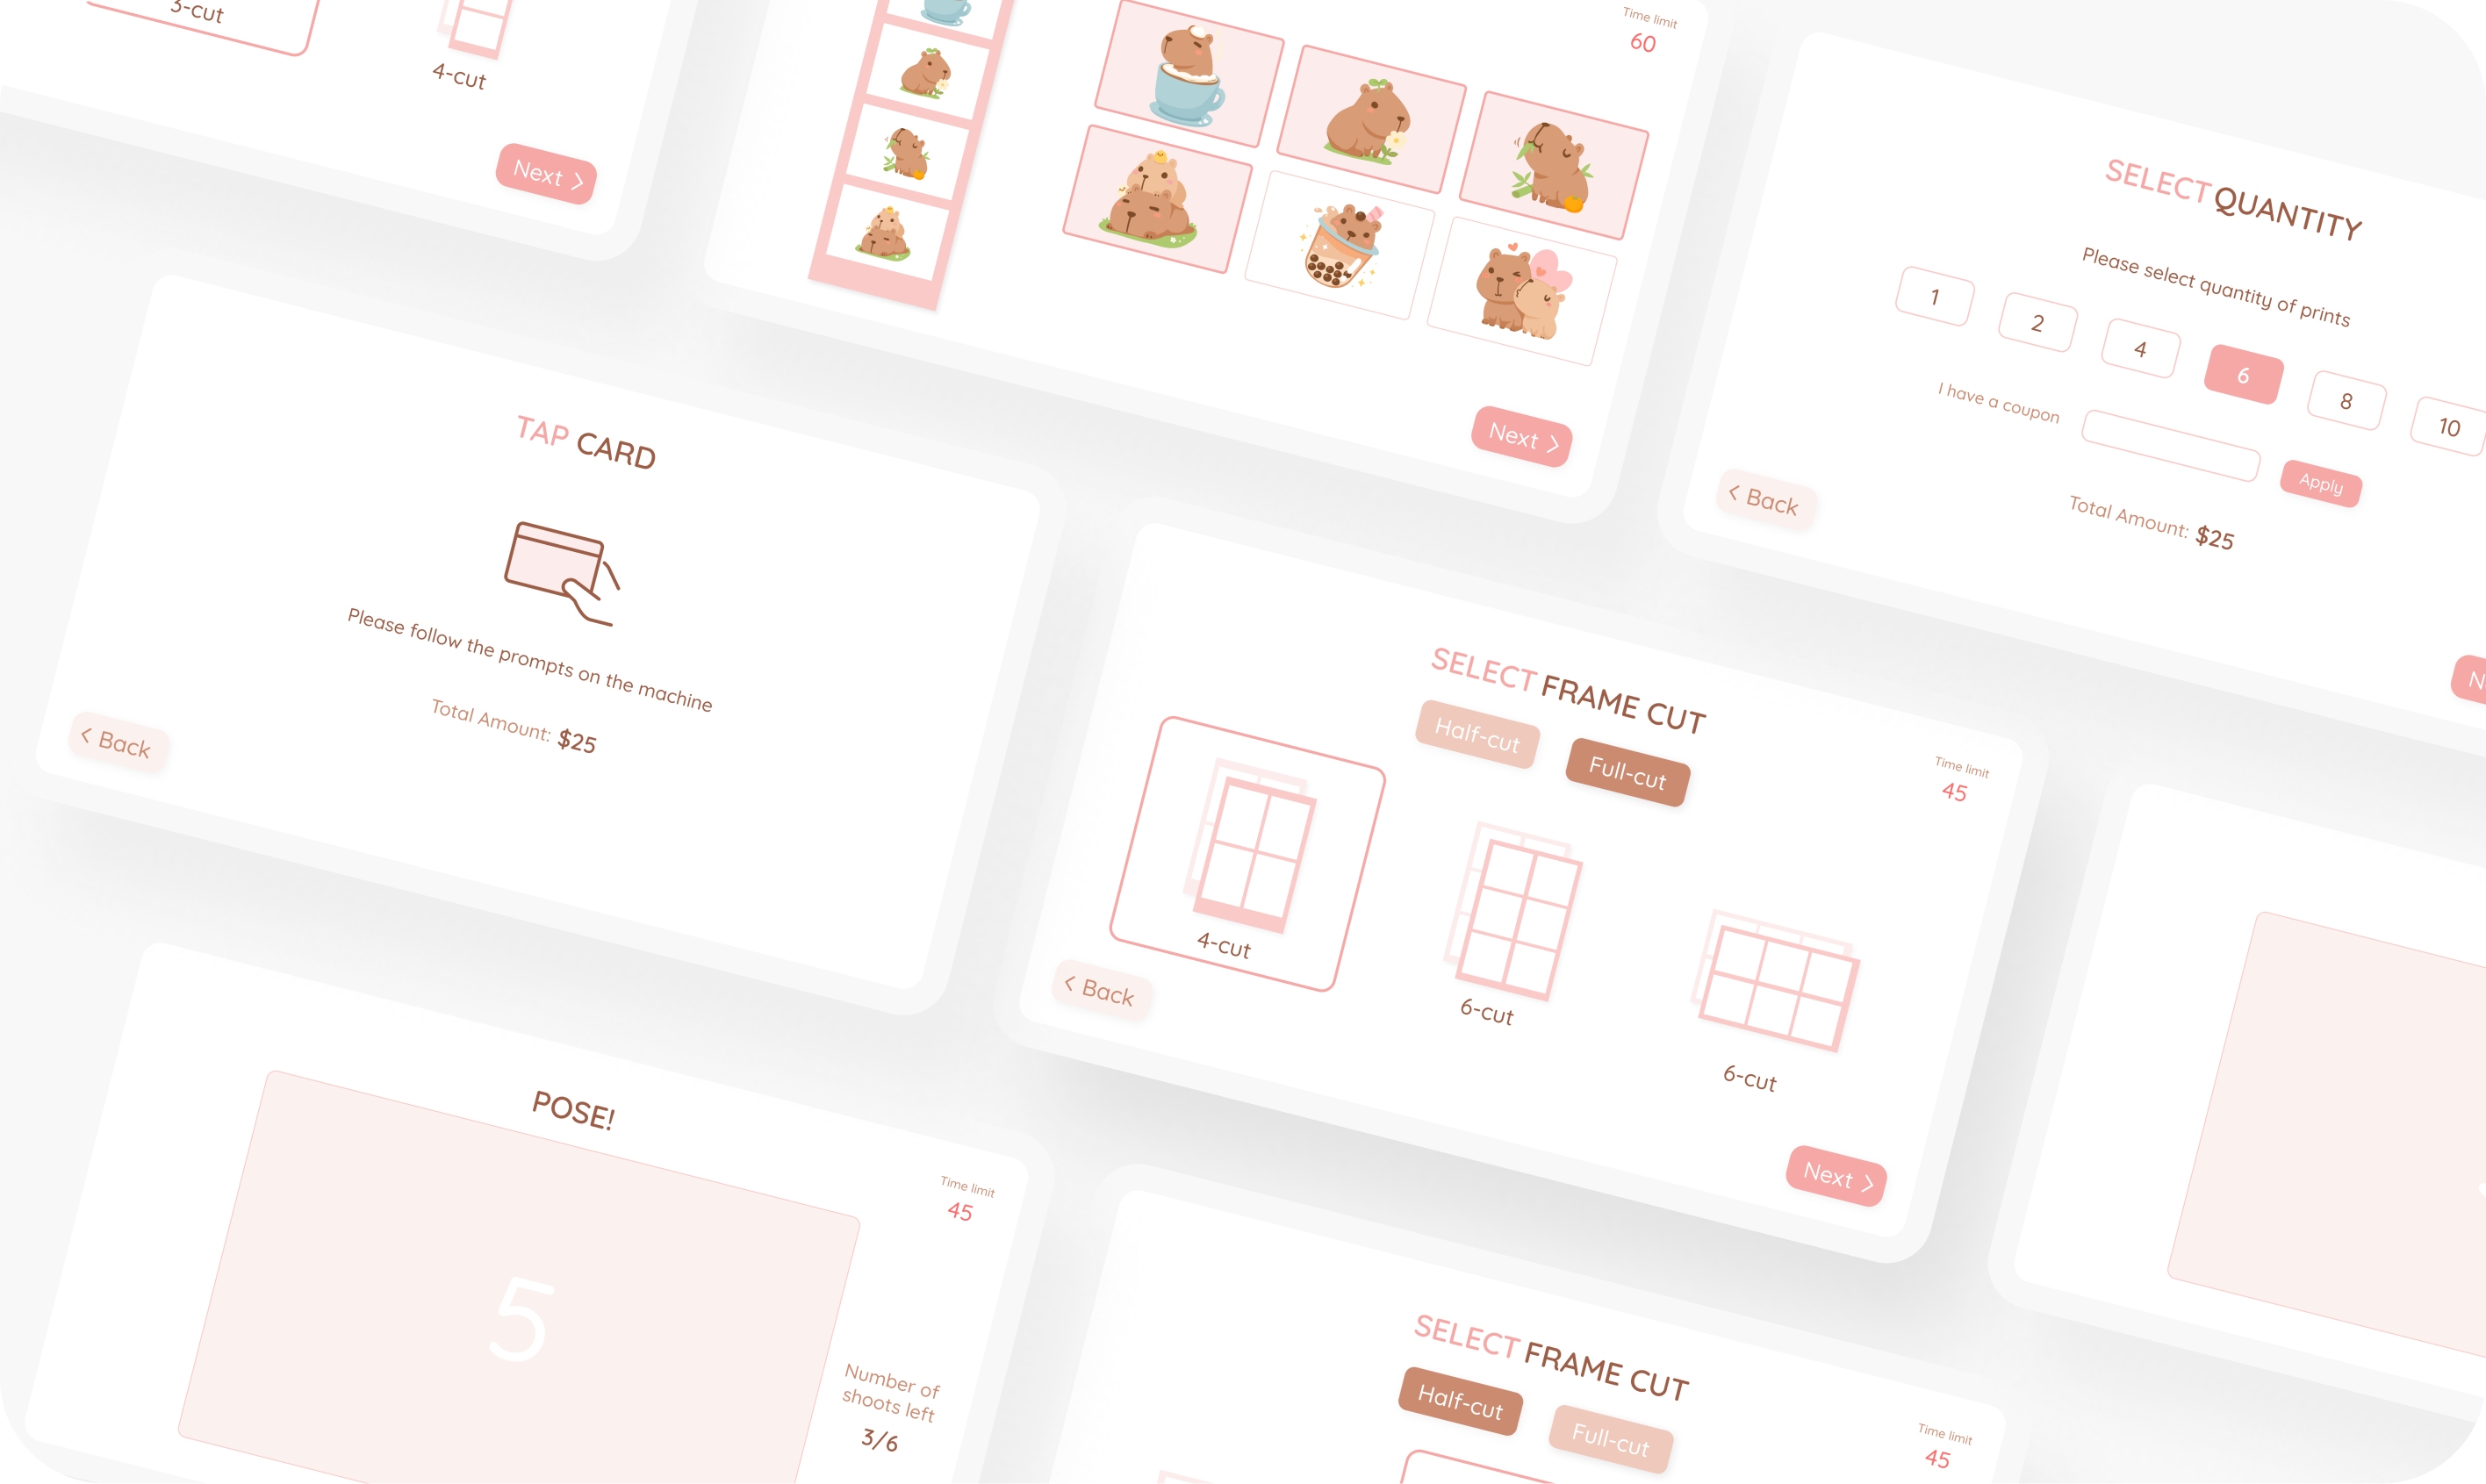 3-cut
4-cut
Next
Time limit
60
Next
SELECT QUANTITY
Please select quantity of prints
1
2
4
6
8
10
I have a coupon
Apply
Total Amount: $25
Back
TAP CARD
Please follow the prompts on the machine
Total Amount: $25
Back
SELECT FRAME CUT
Half-cut
Full-cut
Time limit
45
4-cut
6-cut
6-cut
Back
Next
POSE!
Time limit
45
5
Number of
shoots left
3/6
SELECT FRAME CUT
Half-cut
Full-cut
Time limit
45